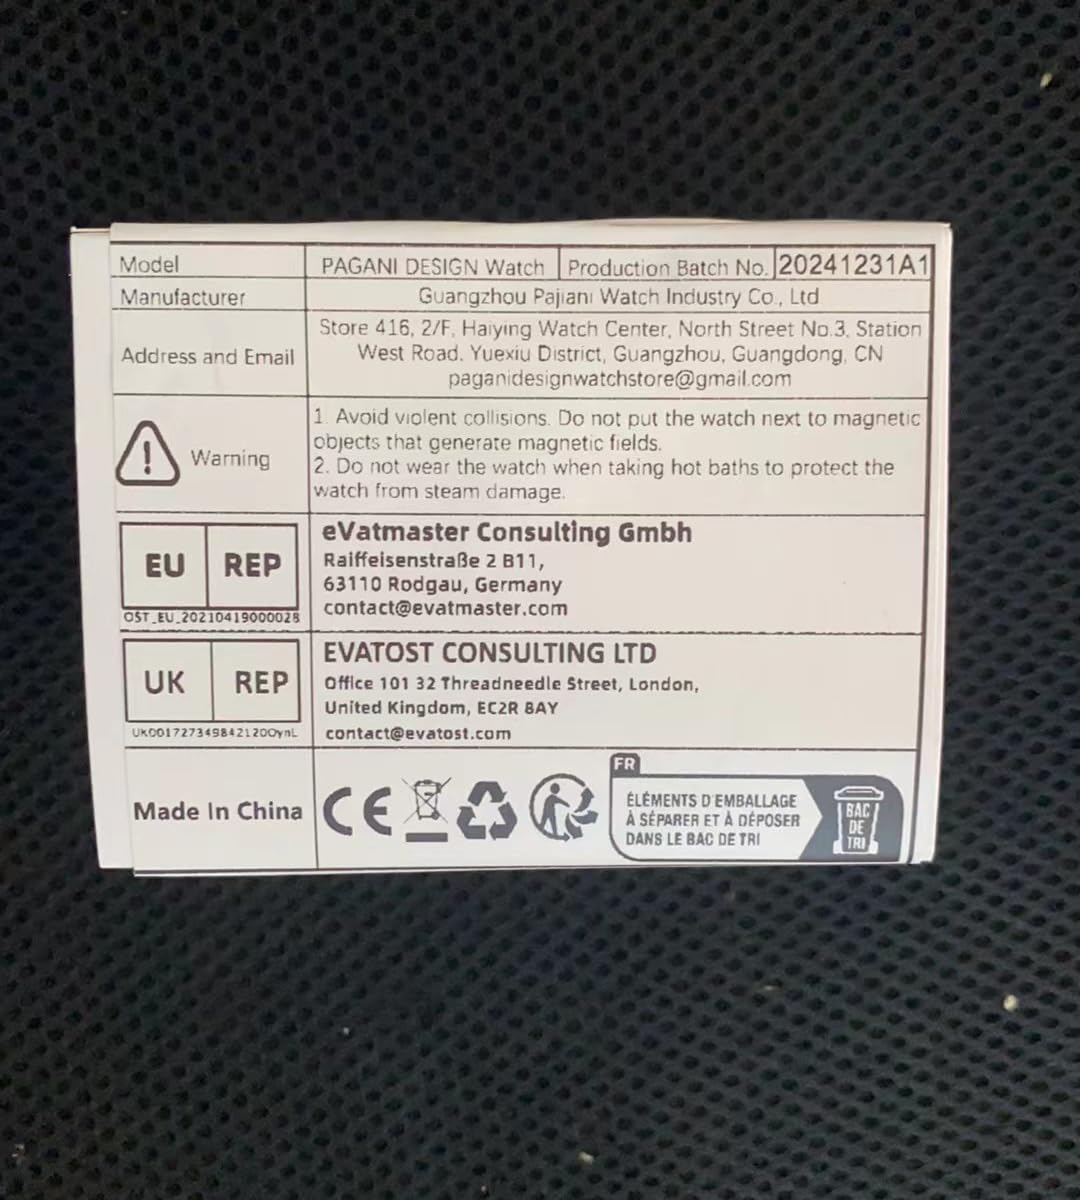 Model PAGANI DESIGN Watch Production Batch No. 20241231A1
Manufacturer Guangzhou Pajiani Watch Industry Co., Ltd
Address and Email
Store 416, 2/F, Haiying Watch Center, North Street No.3, Station
West Road. Yuexiu District, Guangzhou, Guangdong, CN
paganidesignwatchstore@gmail.com
Warning
1. Avoid violent collisions. Do not put the watch next to magnetic
objects that generate magnetic fields.
2. Do not wear the watch when taking hot baths to protect the
watch from steam damage.
EU REP
OST_EU_20210419000028
eVatmaster Consulting Gmbh
Raiffeisenstraße 2 B11,
63110 Rodgau, Germany
contact@evatmaster.com
UK REP
EVATOST CONSULTING LTD
Office 101 32 Threadneedle Street, London,
United Kingdom, EC2R 8AY
contact@evatost.com
Made In China
CE
FR
ÉLÉMENTS D'EMBALLAGE
À SÉPARER ET À DÉPOSER
DANS LE BAC DE TRI
BAC
DE
TRI